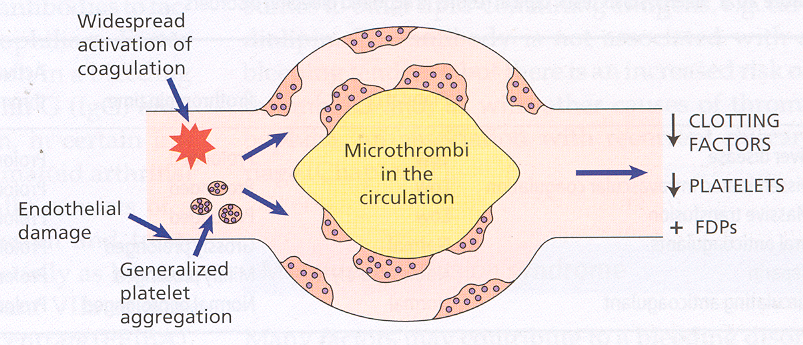 Widespread
activation of
coagulation
Endothelial
damage
Generalized
platelet
aggregation
Microthrombi
in the
circulation
↓ CLOTTING
FACTORS
↓ PLATELETS
+ FDPs